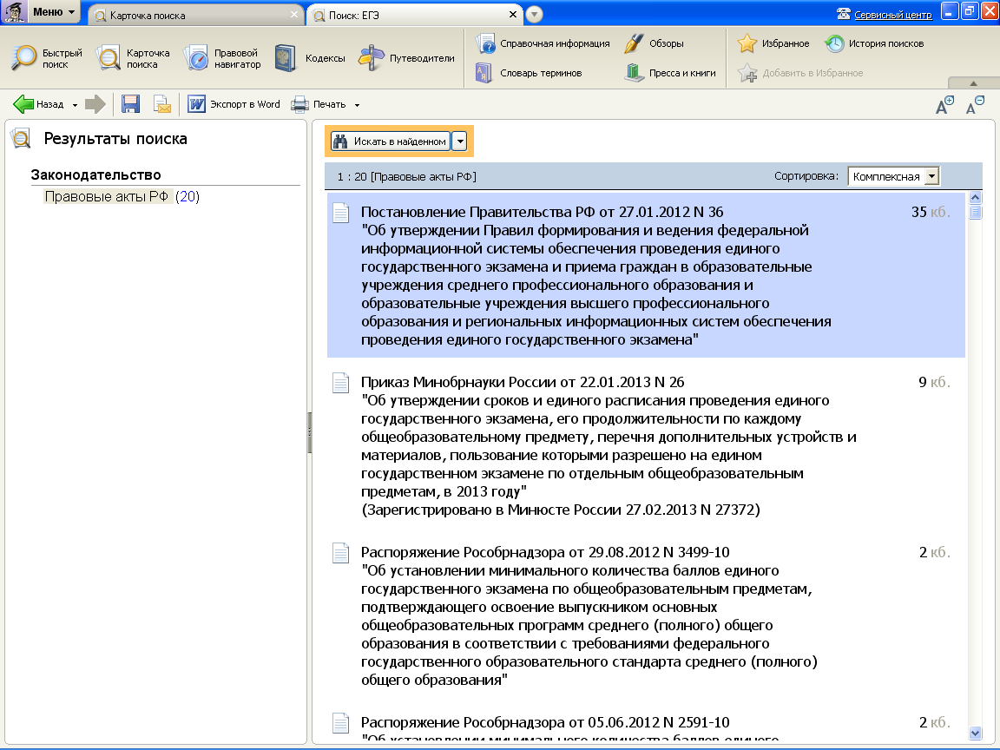 Меню
Карточка поиска
Поиск: ЕГЭ
Сервисный центр
Быстрый поиск
Карточка поиска
Правовой навигатор
Кодексы
Путеводители
Справочная информация
Словарь терминов
Обзоры
Пресса и книги
Избранное
Добавить в Избранное
История поисков
Назад
Экспорт в Word
Печать
Результаты поиска
Законодательство
Правовые акты РФ (20)
Искать в найденном
1 : 20 [Правовые акты РФ]
Сортировка: Комплексная
Постановление Правительства РФ от 27.01.2012 N 36 35 кб.
"Об утверждении Правил формирования и ведения федеральной
информационной системы обеспечения проведения единого
государственного экзамена и приема граждан в образовательные
учреждения среднего профессионального образования и
образовательные учреждения высшего профессионального
образования и региональных информационных систем обеспечения
проведения единого государственного экзамена"
Приказ Минобрнауки России от 22.01.2013 N 26 9 кб.
"Об утверждении сроков и единого расписания проведения единого
государственного экзамена, его продолжительности по каждому
общеобразовательному предмету, перечня дополнительных устройств и
материалов, пользование которыми разрешено на едином
государственном экзамене по отдельным общеобразовательным
предметам, в 2013 году"
(Зарегистрировано в Минюсте России 27.02.2013 N 27372)
Распоряжение Рособрнадзора от 29.08.2012 N 3499-10 2 кб.
"Об установлении минимального количества баллов единого
государственного экзамена по общеобразовательным предметам,
подтверждающего освоение выпускником основных
общеобразовательных программ среднего (полного) общего
образования в соответствии с требованиями федерального
государственного образовательного стандарта среднего (полного)
общего образования"
Распоряжение Рособрнадзора от 05.06.2012 N 2591-10 2 кб.
"Об установлении минимального количества баллов единого